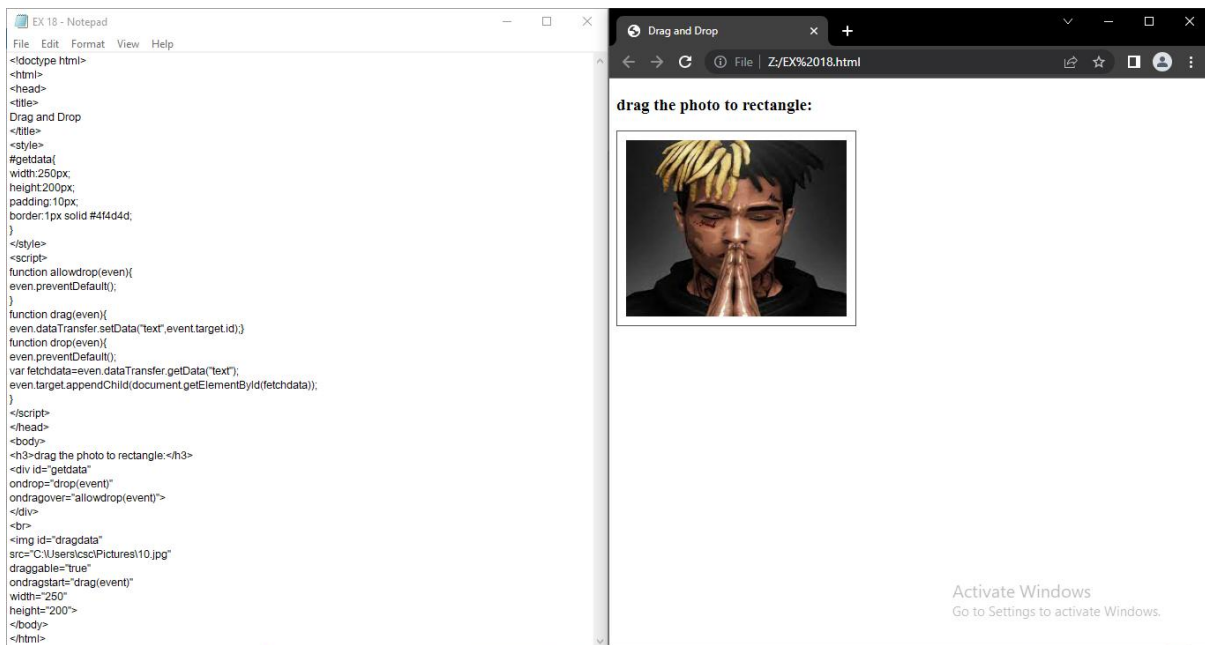 EX 18 - Notepad
File Edit Format View Help
<!doctype html>
<html>
<head>
<title>
Drag and Drop
</title>
<style>
#getdata{
width:250px;
height:200px;
padding:10px;
border:1px solid #4f4d4d;
}
</style>
<script>
function allowdrop(even){
even.preventDefault();
}
function drag(even){
even.dataTransfer.setData("text",event.target.id);}
function drop(even){
even.preventDefault();
var fetchdata=even.dataTransfer.getData("text");
even.target.appendChild(document.getElementById(fetchdata));
}
</script>
</head>
<body>
<h3>drag the photo to rectangle:</h3>
<div id="getdata"
ondrop="drop(event)"
ondragover="allowdrop(event)">
</div>
<br>
<img id="dragdata"
src="C:\Users\csc\Pictures\10.jpg"
draggable="true"
ondragstart="drag(event)"
width="250"
height="200">
</body>
</html>
Drag and Drop
File | Z:/EX%2018.html
drag the photo to rectangle:
Activate Windows
Go to Settings to activate Windows.